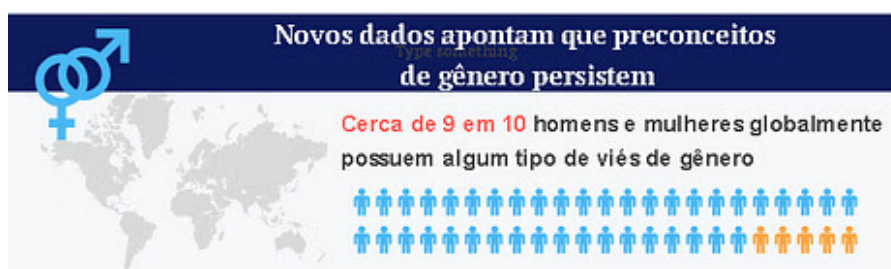 Novos dados apontam que preconceitos
Type something
de gênero persistem
Cerca de 9 em 10 homens e mulheres globalmente
possuem algum tipo de viés de gênero